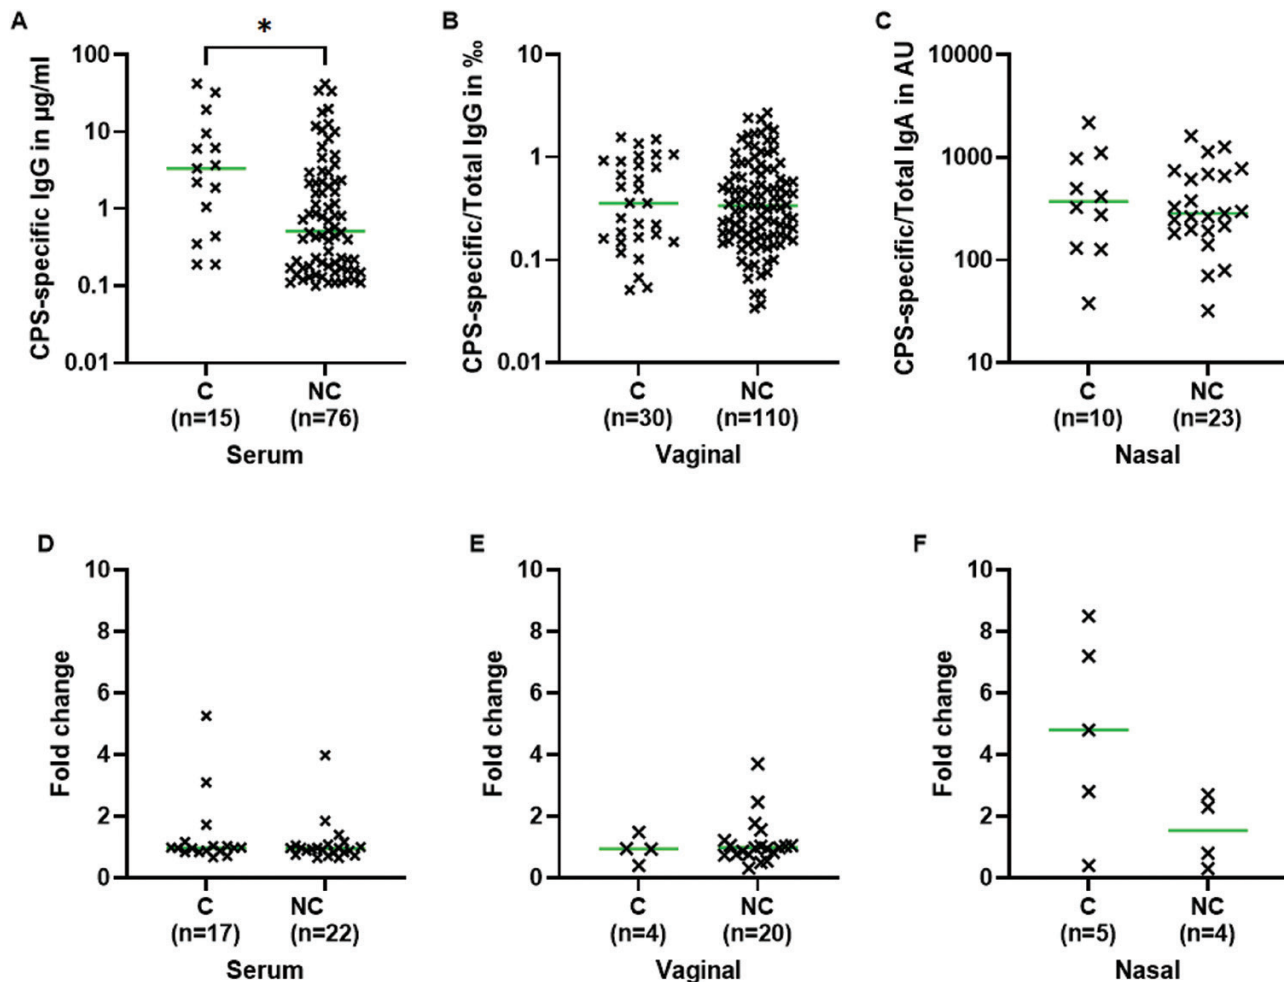 A
CPS-specific IgG in µg/ml
100
10
1
0.1
0.01
*
C
NC
(n=15)
(n=76)
Serum
B
CPS-specific/Total IgG in ‰
10
1
0.1
0.01
C
NC
(n=30)
(n=110)
Vaginal
C
CPS-specific/Total IgA in AU
10000
1000
100
10
C
NC
(n=10)
(n=23)
Nasal
D
Fold change
10
8
6
4
2
0
C
NC
(n=17)
(n=22)
Serum
E
Fold change
10
8
6
4
2
0
C
NC
(n=4)
(n=20)
Vaginal
F
Fold change
10
8
6
4
2
0
C
NC
(n=5)
(n=4)
Nasal